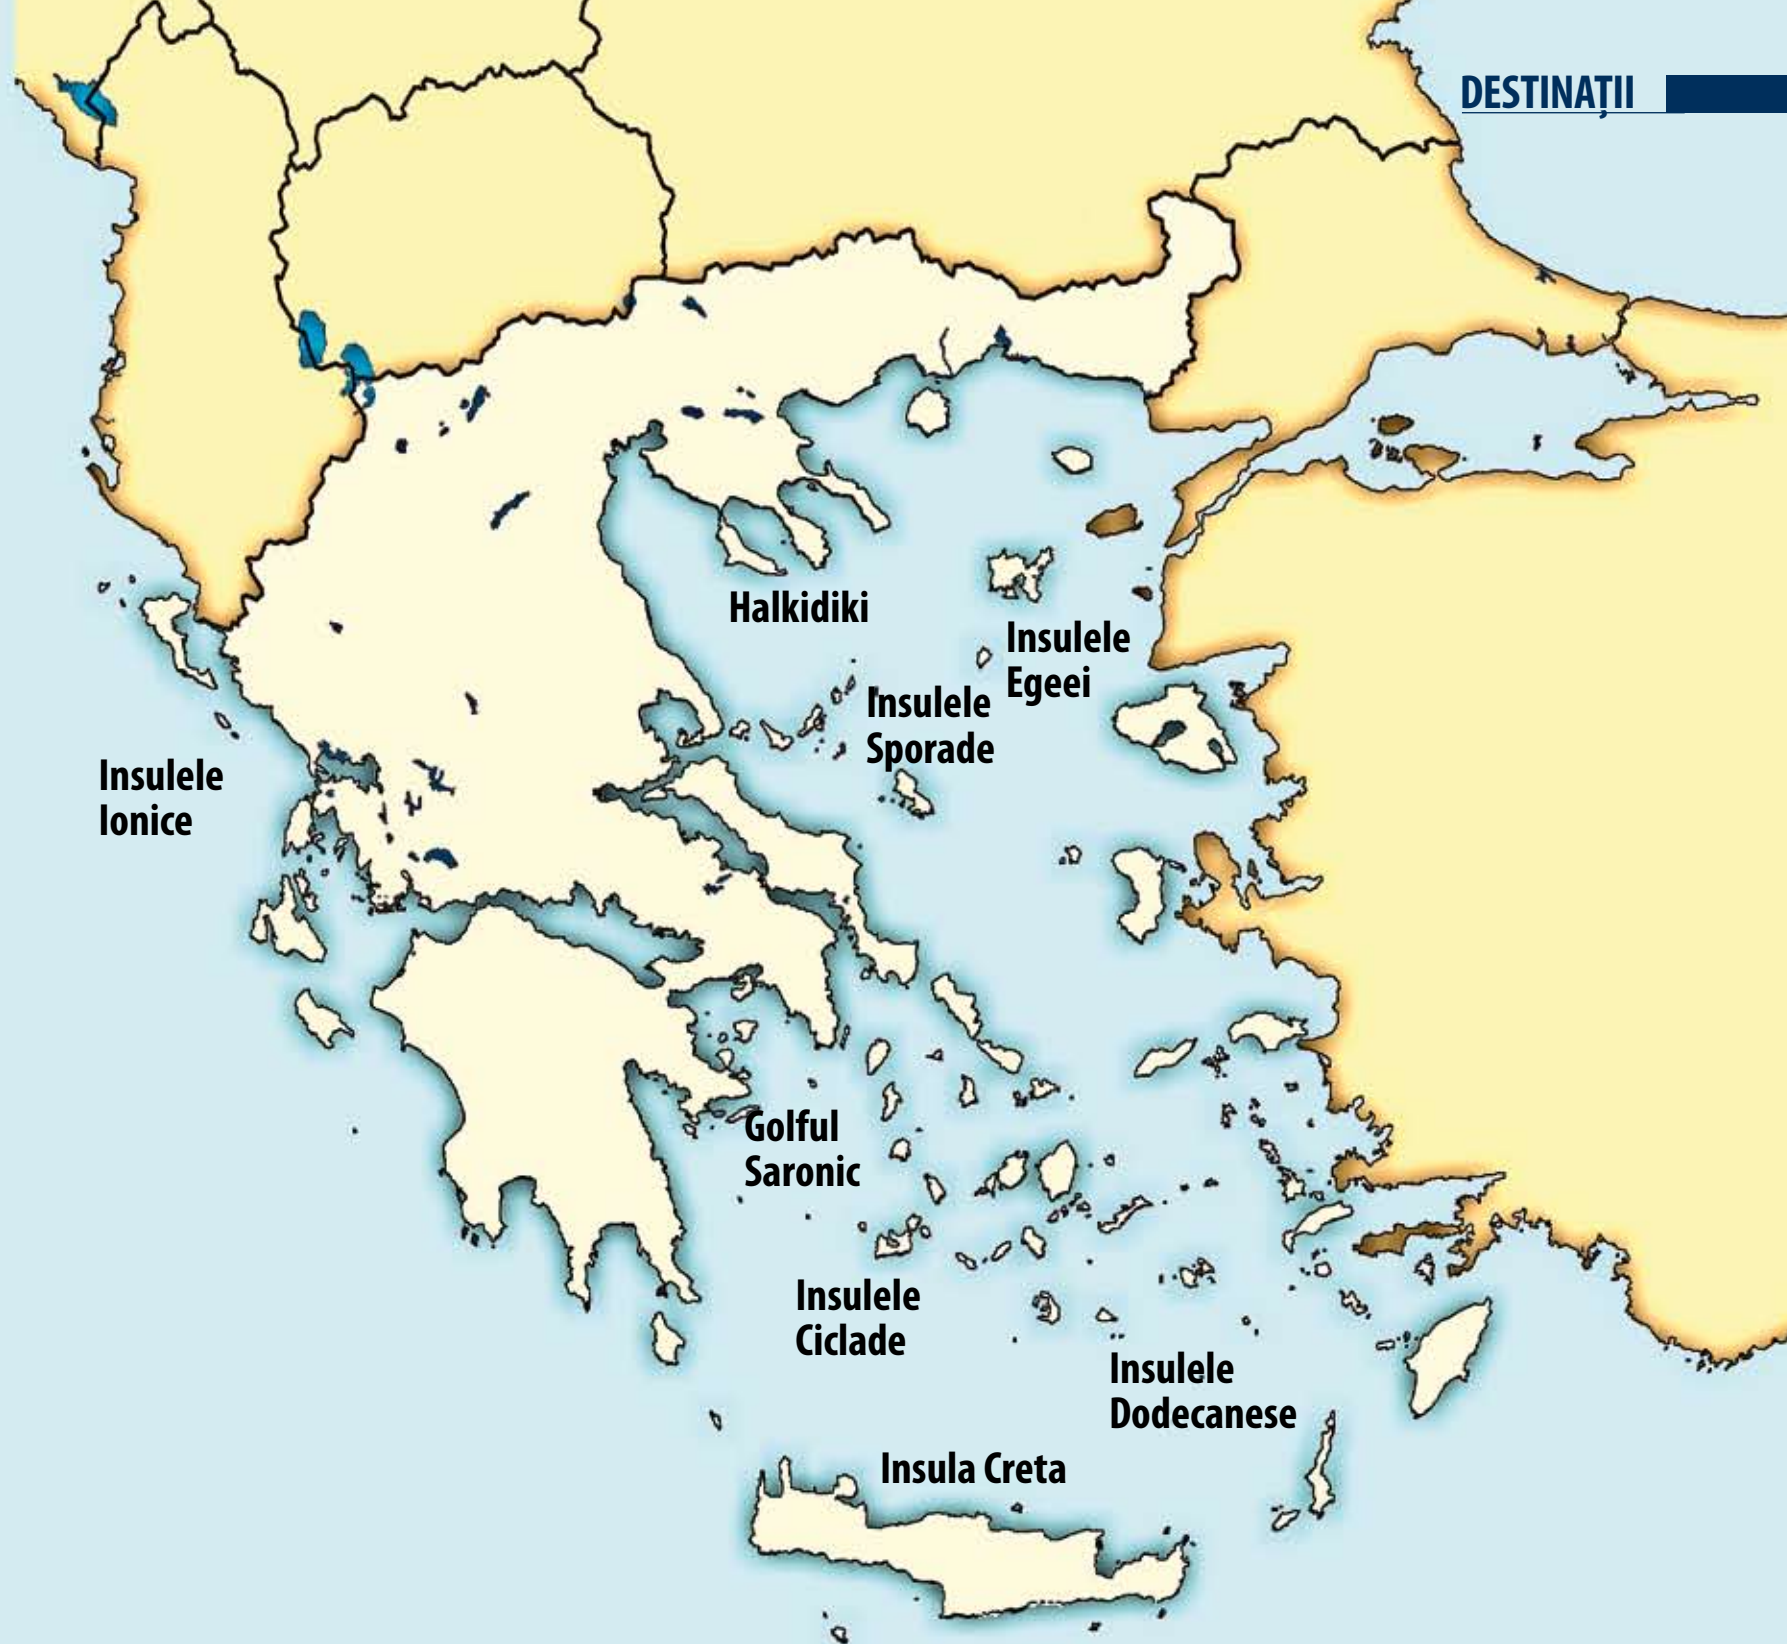 DESTINAȚII
Halkidiki
Insulele
Egeei
Insulele
Sporade
Insulele
Ionice
Golful
Saronic
Insulele
Ciclade
Insulele
Dodecanese
Insula Creta